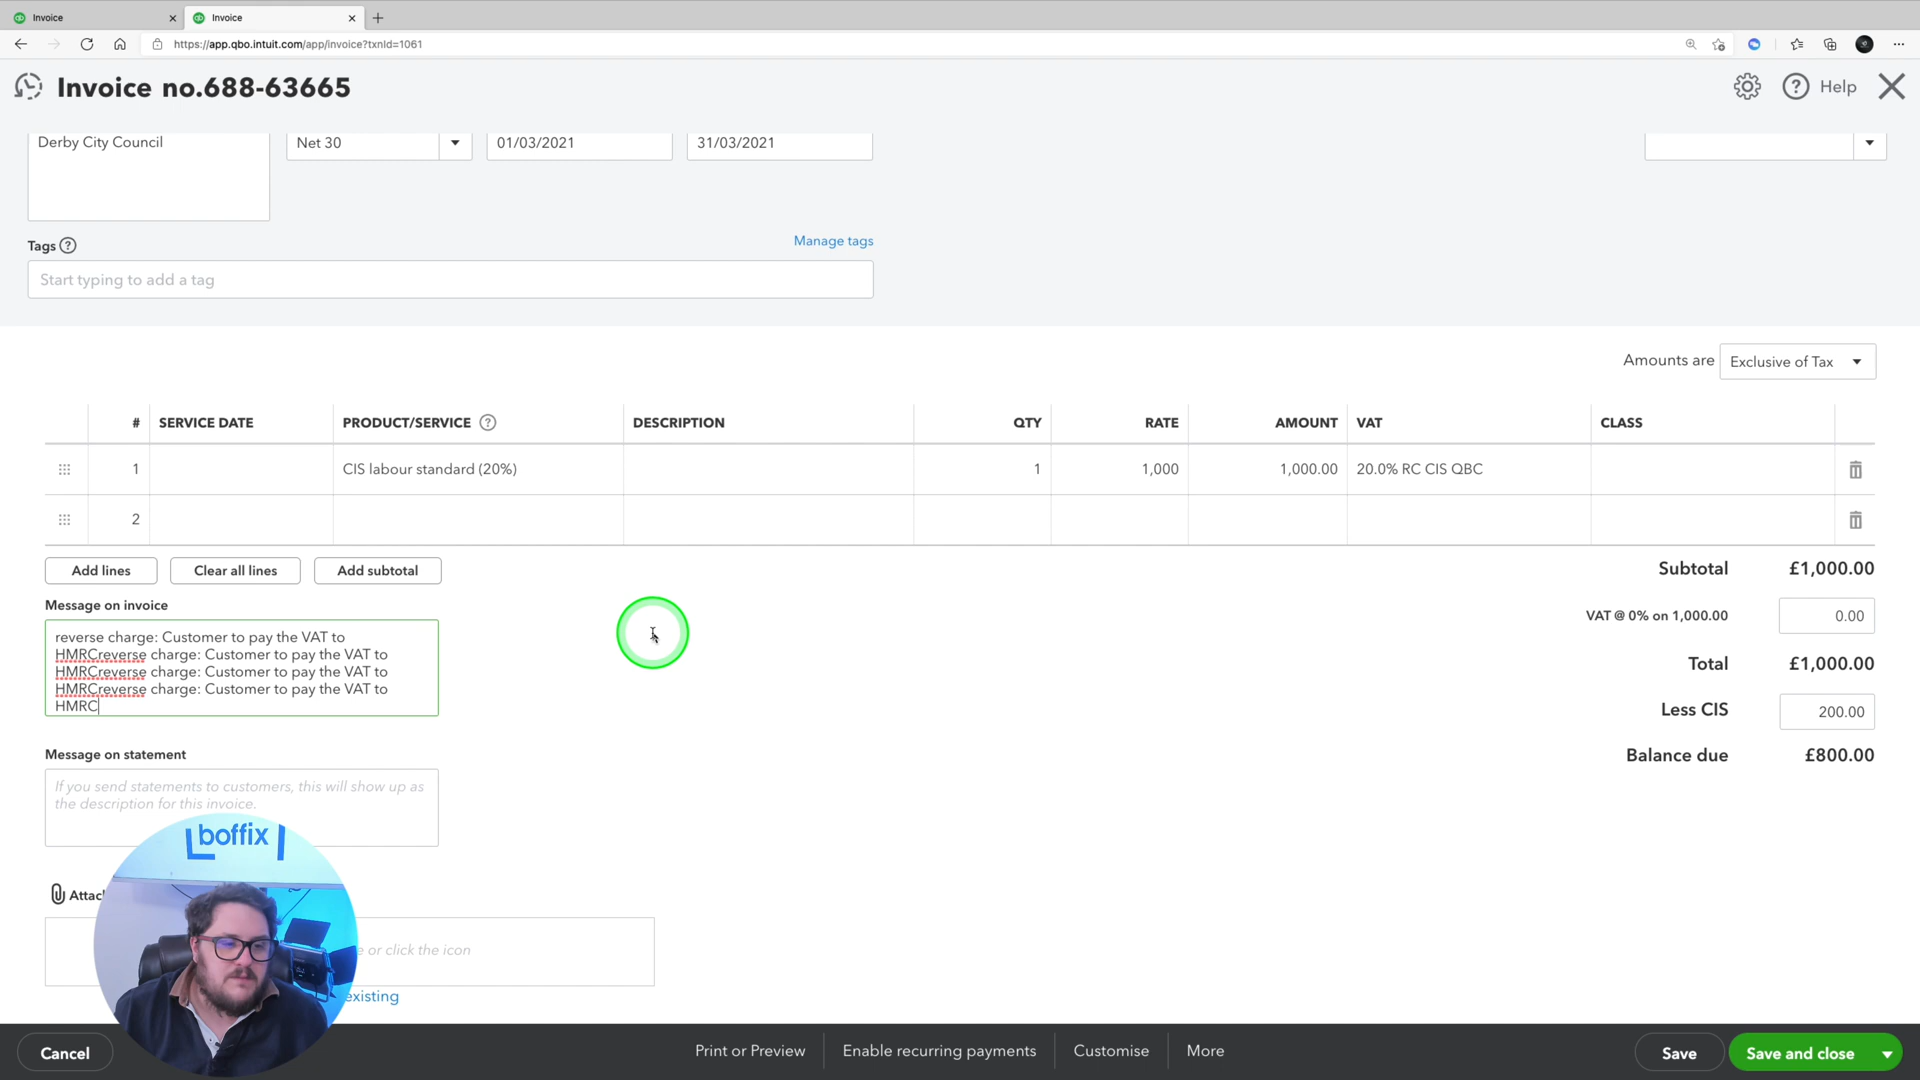 Invoice
Invoice
https://app.qbo.intuit.com/app/invoice?txnId=1061
Invoice no.688-63665
Help
Derby City Council
Net 30
01/03/2021
31/03/2021
Tags
Manage tags
Start typing to add a tag
Amounts are
Exclusive of Tax
# SERVICE DATE PRODUCT/SERVICE DESCRIPTION QTY RATE AMOUNT VAT CLASS
1 CIS labour standard (20%) 1 1,000 1,000.00 20.0% RC CIS QBC
2
Add lines
Clear all lines
Add subtotal
Subtotal £1,000.00
Message on invoice
VAT @ 0% on 1,000.00 0.00
reverse charge: Customer to pay the VAT to
HMRCreverse charge: Customer to pay the VAT to
HMRCreverse charge: Customer to pay the VAT to
HMRCreverse charge: Customer to pay the VAT to
HMRC
Total £1,000.00
Less CIS 200.00
Balance due £800.00
Message on statement
If you send statements to customers, this will show up as
the description for this invoice.
boffix
or click the icon
existing
Cancel
Print or Preview
Enable recurring payments
Customise
More
Save
Save and close